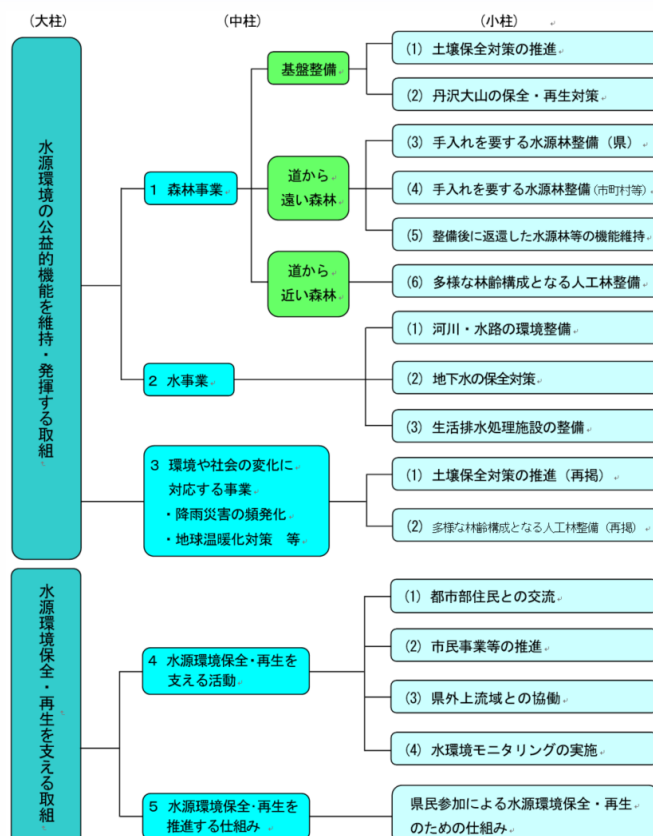 （大柱）
（中柱）
（小柱）
水源環境の公益的機能を維持・発揮する取組
1 森林事業
基盤整備
(1) 土壌保全対策の推進
(2) 丹沢大山の保全・再生対策
道から
遠い森林
(3) 手入れを要する水源林整備（県）
(4) 手入れを要する水源林整備（市町村等）
(5) 整備後に返還した水源林等の機能維持
道から
近い森林
(6) 多様な林齢構成となる人工林整備
2 水事業
(1) 河川・水路の環境整備
(2) 地下水の保全対策
(3) 生活排水処理施設の整備
3 環境や社会の変化に
対応する事業
・降雨災害の頻発化
・地球温暖化対策　等
(1) 土壌保全対策の推進（再掲）
(2) 多様な林齢構成となる人工林整備（再掲）
水源環境保全・再生を支える取組
4 水源環境保全・再生を
支える活動
(1) 都市部住民との交流
(2) 市民事業等の推進
(3) 県外上流域との協働
(4) 水環境モニタリングの実施
5 水源環境保全・再生を
推進する仕組み
県民参加による水源環境保全・再生
のための仕組み